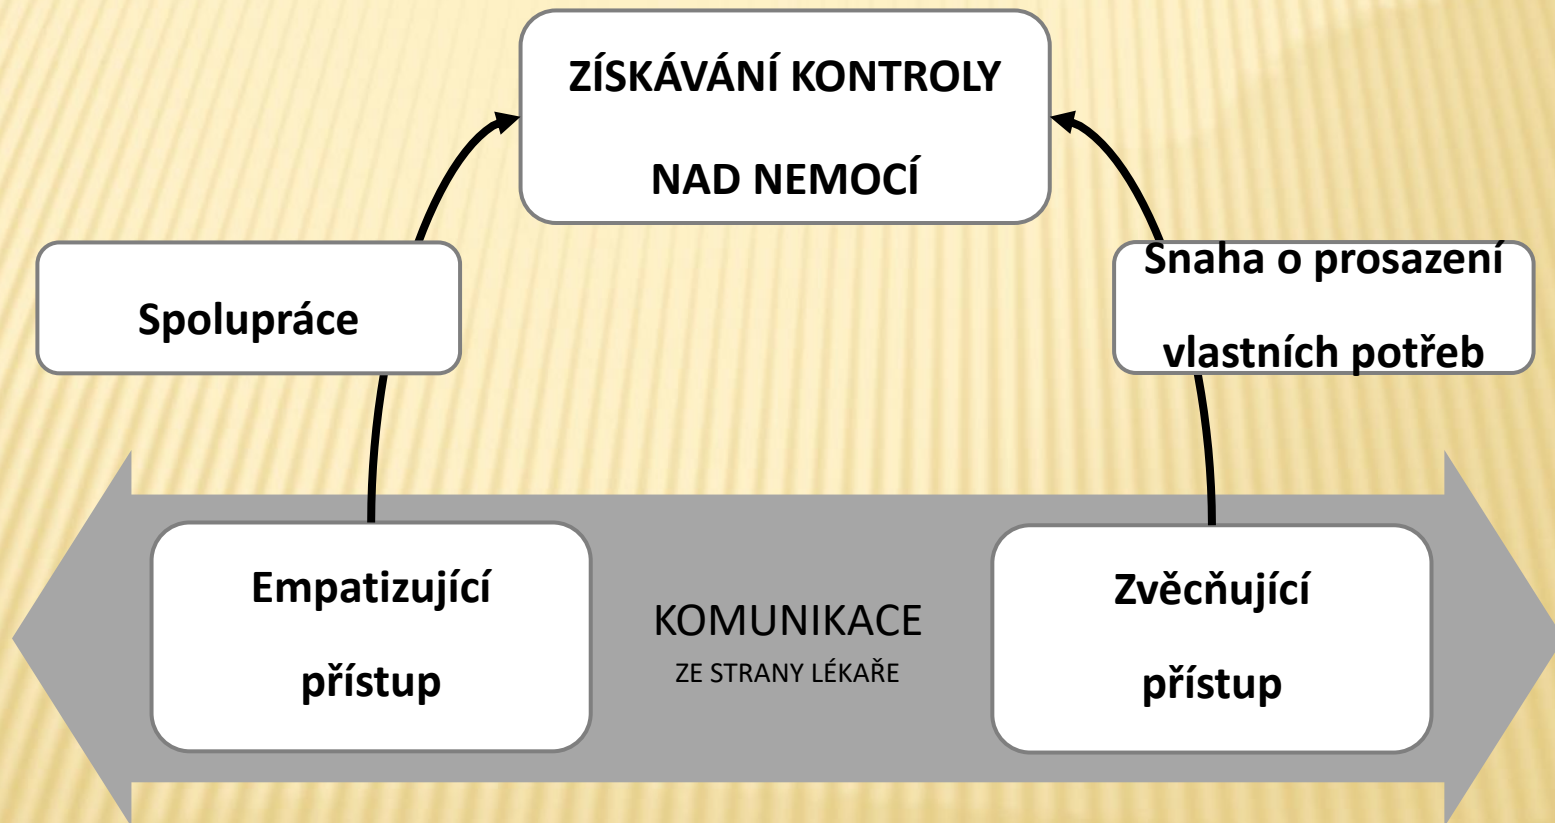 ZÍSKÁVÁNÍ KONTROLY
NAD NEMOCÍ
Spolupráce
Snaha o prosazení
vlastních potřeb
Empatizující
přístup
KOMUNIKACE
ZE STRANY LÉKAŘE
Zvěcňující
přístup